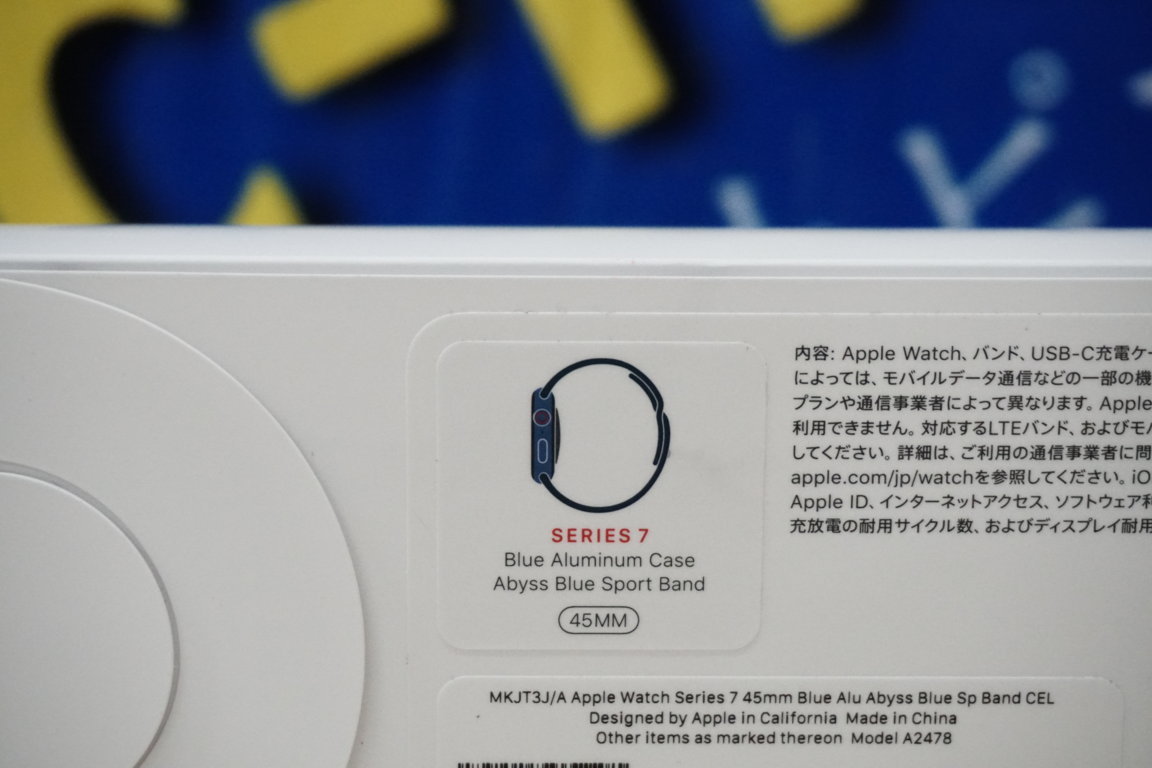 SERIES 7
Blue Aluminum Case
Abyss Blue Sport Band
45MM
内容: Apple Watch、バンド、USB-C充電ケー
によっては、モバイルデータ通信などの一部の機
プランや通信事業者によって異なります。Apple
利用できません。対応するLTEバンド、およびモバ
してください。詳細は、ご利用の通信事業者に問
apple.com/jp/watchを参照してください。iO
Apple ID、インターネットアクセス、ソフトウェア利
充放電の耐用サイクル数、およびディスプレイ耐用
MKJT3J/A Apple Watch Series 7 45mm Blue Alu Abyss Blue Sp Band CEL
Designed by Apple in California Made in China
Other items as marked thereon Model A2478